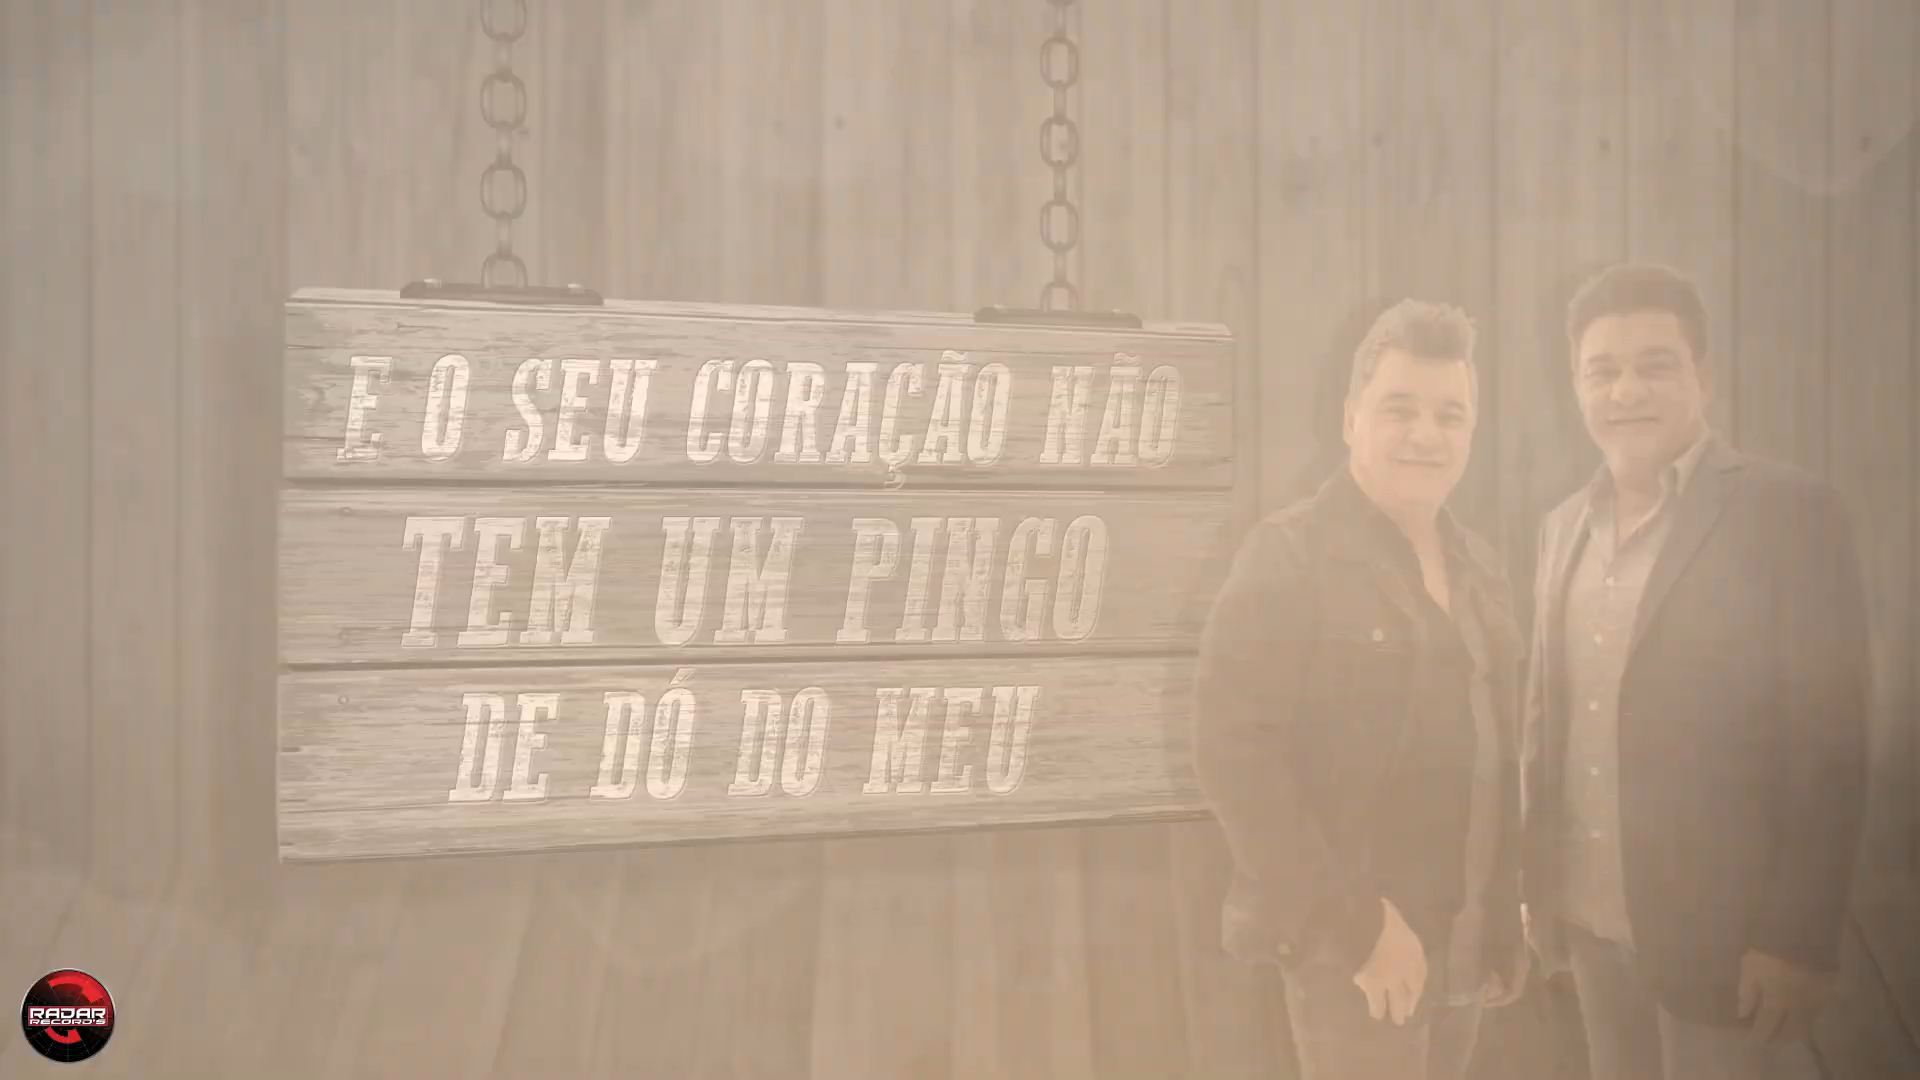 E O SEU CORAÇÃO NÃO
TEM UM PINGO
DE DÓ DO MEU
RADAR
RECORD'S